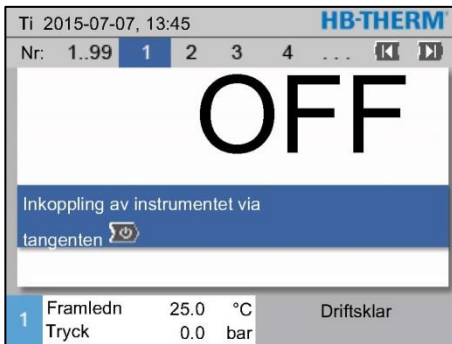 Ti 2015-07-07, 13:45 HB-THERM
Nr: 1..99 1 2 3 4 ...
OFF
Inkoppling av instrumentet via
tangenten
1 Framledn 25.0 °C Driftsklar
Tryck 0.0 bar